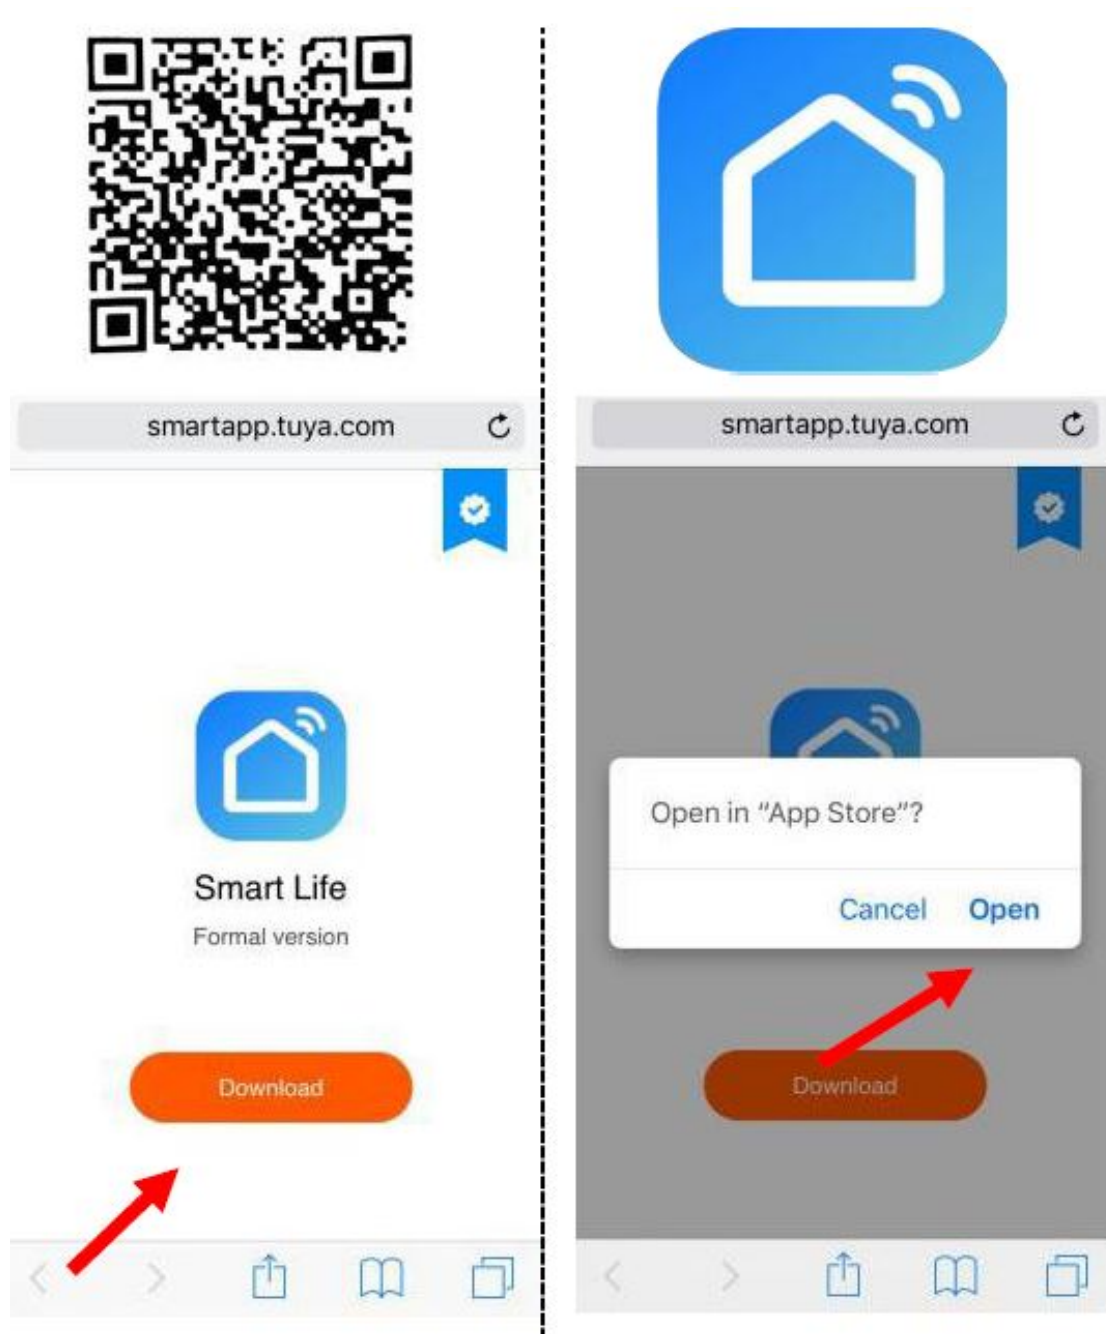 smartapp.tuya.com
Smart Life
Formal version
Download
smartapp.tuya.com
Open in “App Store”?
Cancel Open
Download